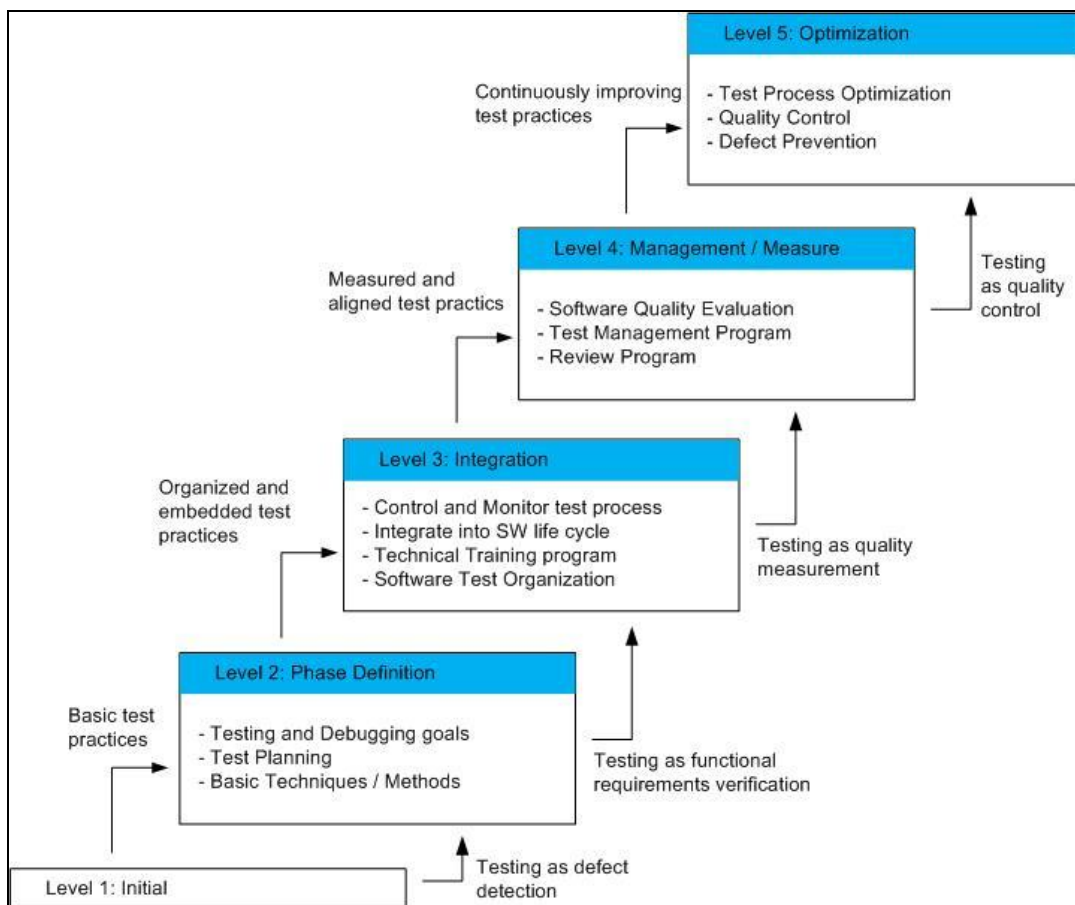 Level 5: Optimization
- Test Process Optimization
- Quality Control
- Defect Prevention
Continuously improving
test practices
Level 4: Management / Measure
- Software Quality Evaluation
- Test Management Program
- Review Program
Testing
as quality
control
Measured and
aligned test practics
Level 3: Integration
- Control and Monitor test process
- Integrate into SW life cycle
- Technical Training program
- Software Test Organization
Testing as quality
measurement
Organized and
embedded test
practices
Level 2: Phase Definition
- Testing and Debugging goals
- Test Planning
- Basic Techniques / Methods
Testing as functional
requirements verification
Basic test
practices
Level 1: Initial
Testing as defect
detection